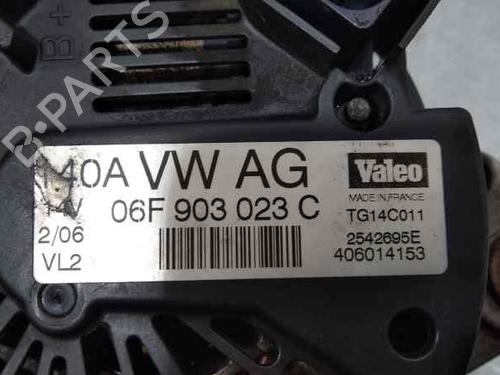 B+
B-PARTS
40A VW AG
06F 903 023 C
2/06
VL2
Valeo
MADE IN FRANCE
TG14C011
2542695E
406014153